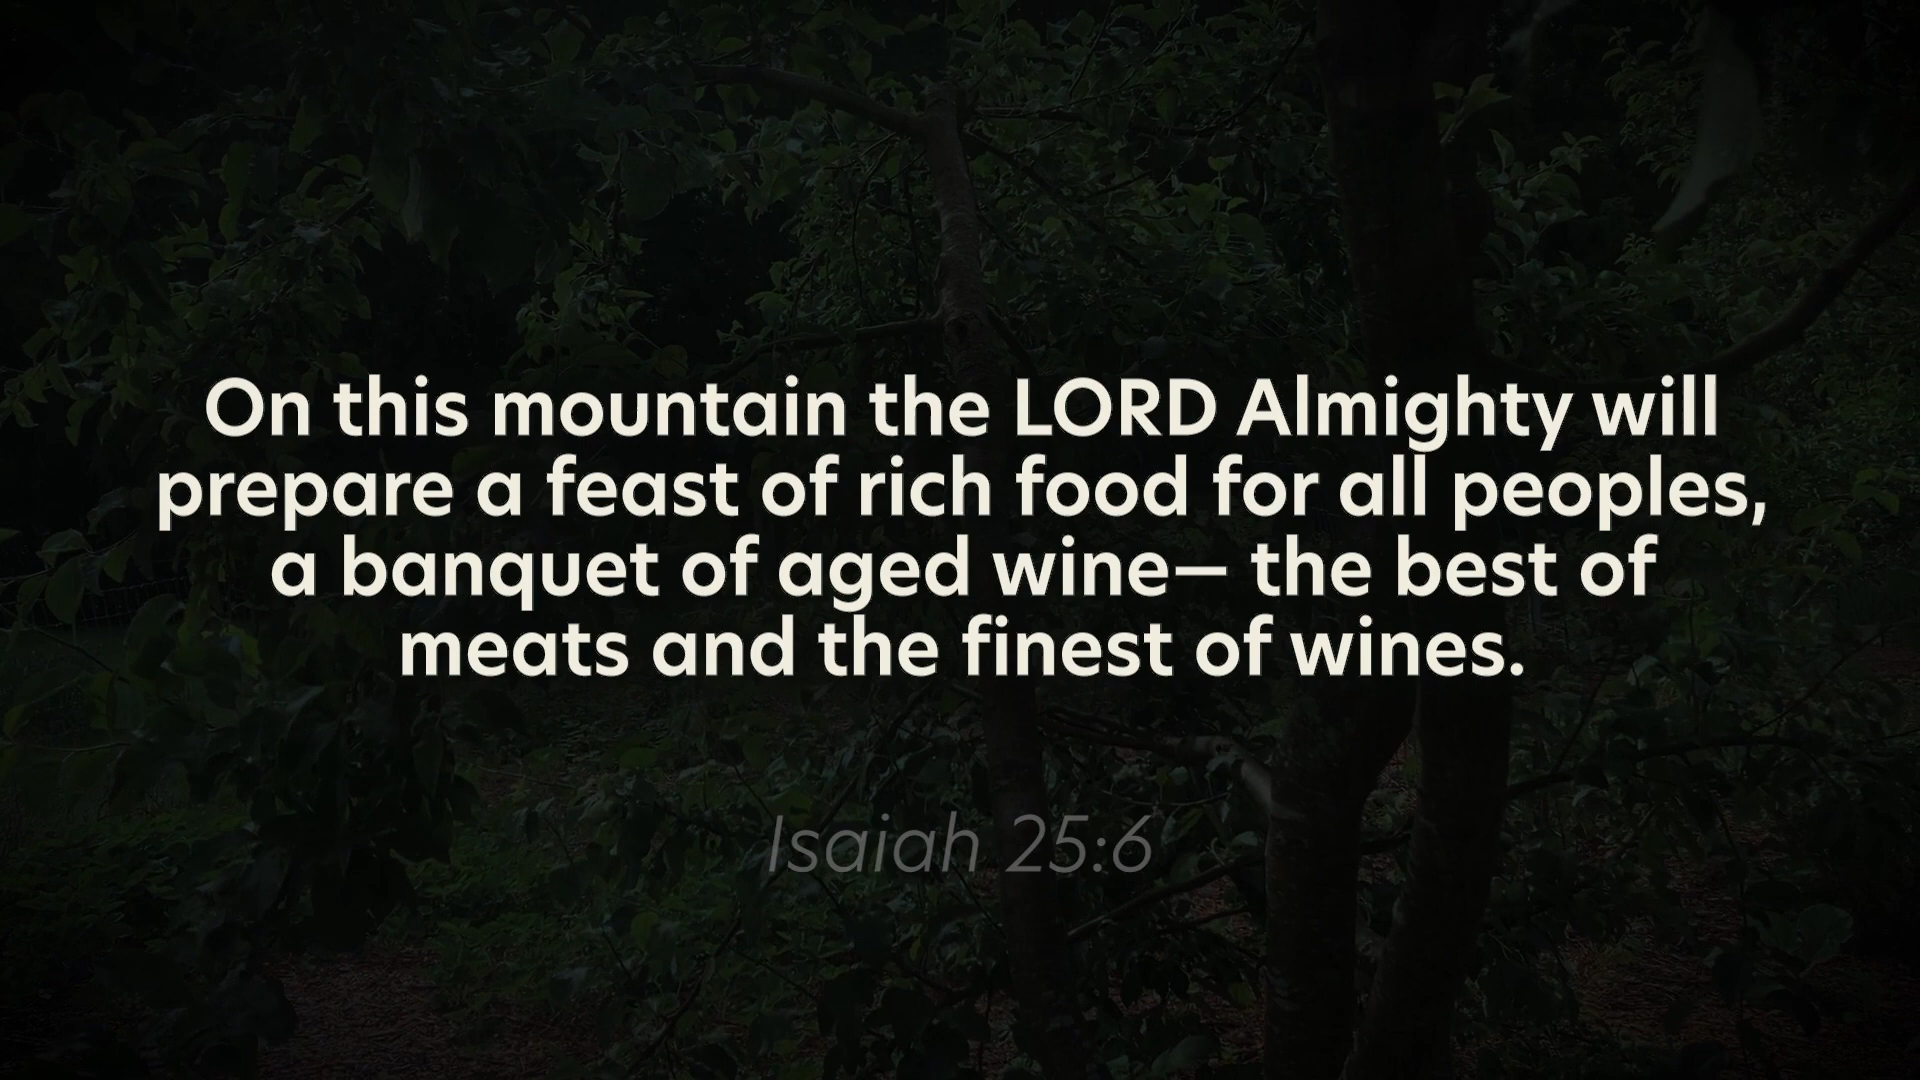 On this mountain the LORD Almighty will
prepare a feast of rich food for all peoples,
a banquet of aged wine— the best of
meats and the finest of wines.
Isaiah 25:6